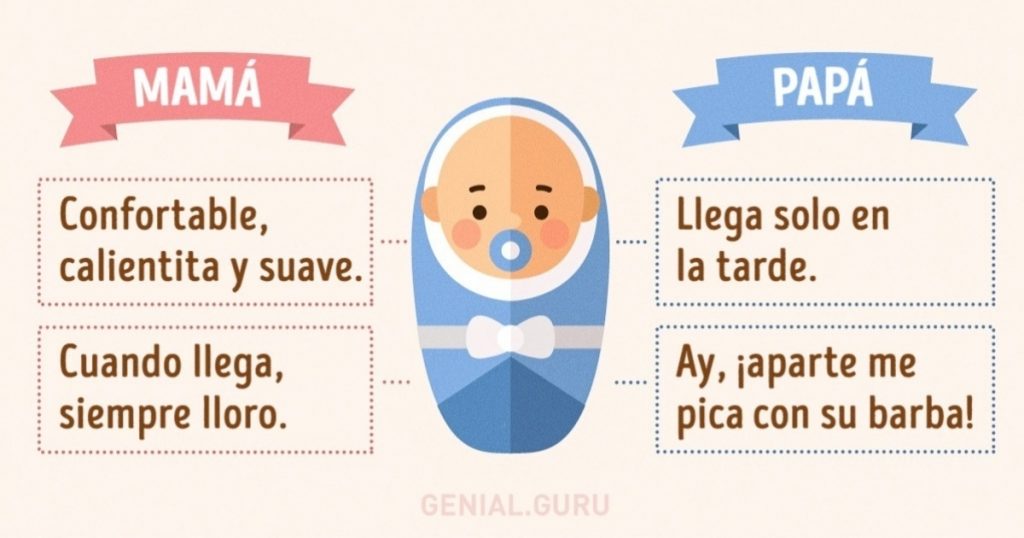 MAMÁ
Confortable,
calientita y suave.
Cuando llega,
siempre lloro.
PAPÁ
Llega solo en
la tarde.
Ay, ¡aparte me
pica con su barba!
GENIAL.GURU